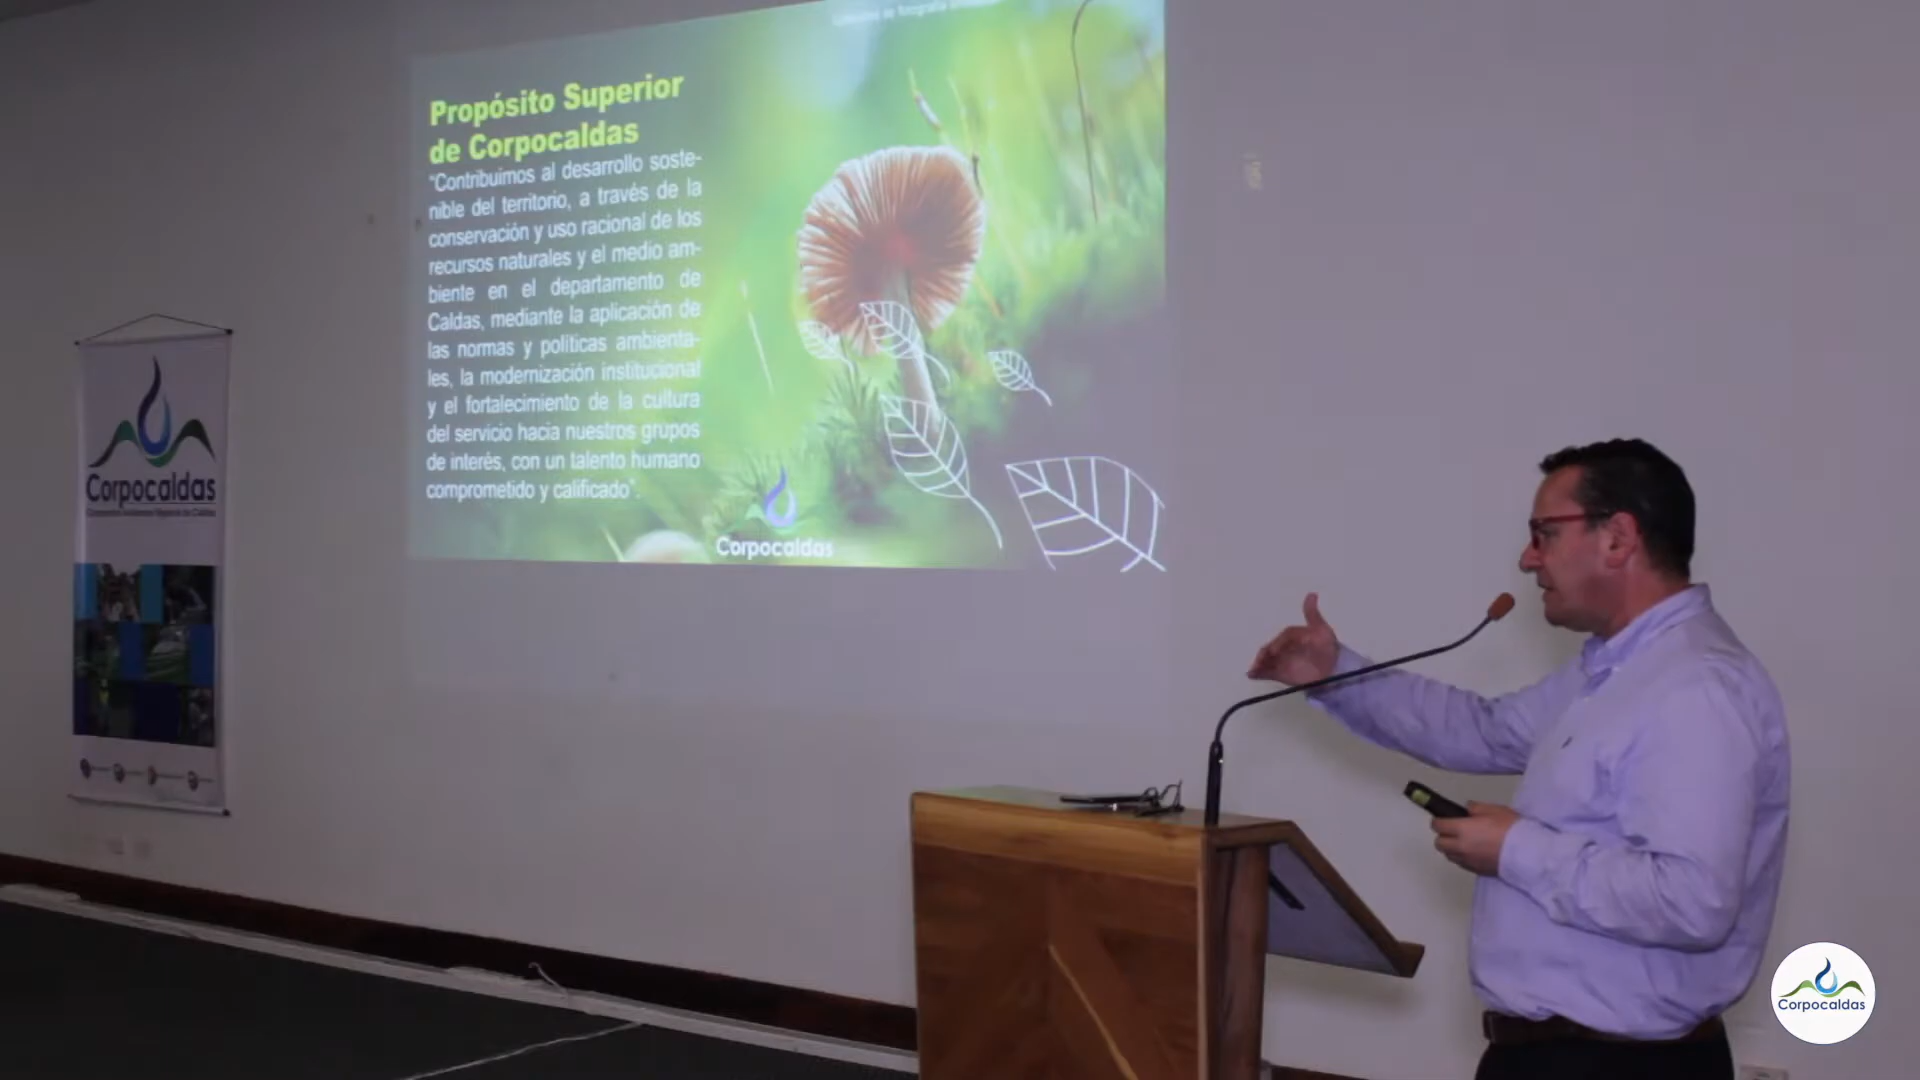 Propósito Superior
de Corpocaldas
"Contribuimos al desarrollo soste-
nible del territorio, a través de la
conservación y uso racional de los
recursos naturales y el medio am-
biente en el departamento de
Caldas, mediante la aplicación de
las normas y políticas ambienta-
les, la modernización institucional
y el fortalecimiento de la cultura
del servicio hacia nuestros grupos
de interés, con un talento humano
comprometido y calificado".
Corpocaldas
Corpocaldas
Corpocaldas